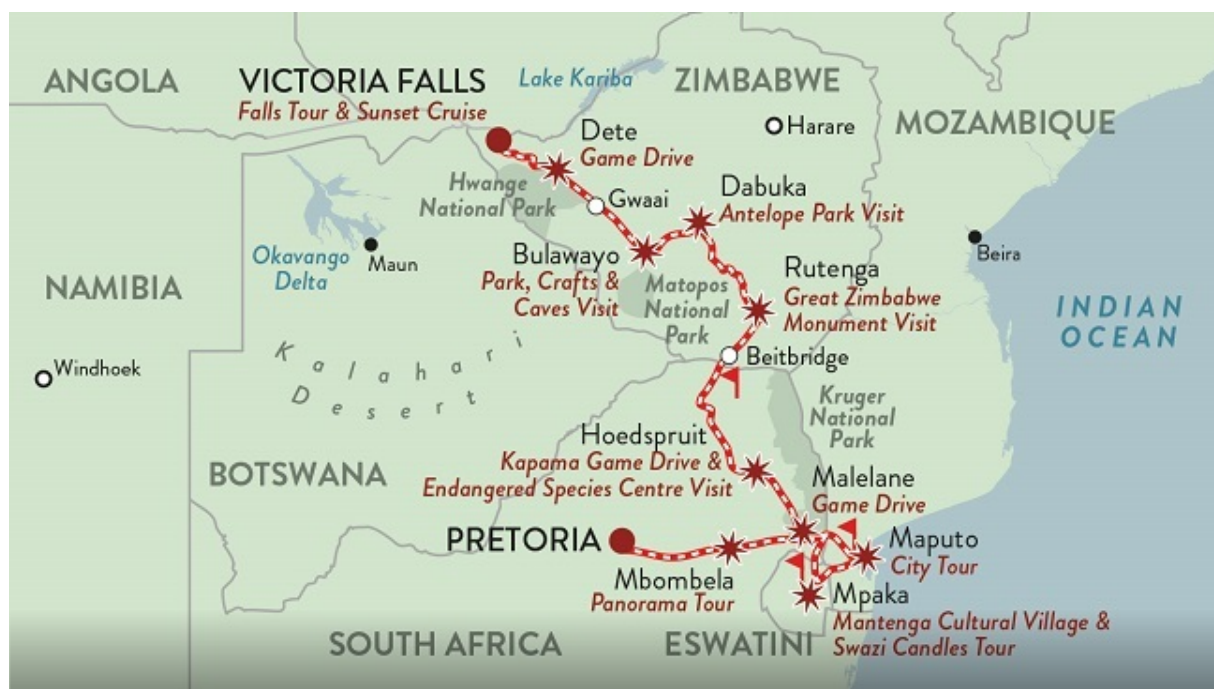 ANGOLA
VICTORIA FALLS
Falls Tour & Sunset Cruise
Lake Kariba
ZIMBABWE
Harare
MOZAMBIQUE
Dete
Game Drive
Hwange
National Park
Gwaai
Dabuka
Antelope Park Visit
Okavango
Delta
Maun
Bulawayo
Park, Crafts &
Caves Visit
Matopos
National
Park
Rutenga
Great Zimbabwe
Monument Visit
Beira
INDIAN
OCEAN
NAMIBIA
Windhoek
Kalahari
Desert
Beitbridge
Kruger
National
Park
BOTSWANA
Hoedspruit
Kapama Game Drive &
Endangered Species Centre Visit
Malelane
Game Drive
PRETORIA
Mbombela
Panorama Tour
Maputo
City Tour
Mpaka
Mantenga Cultural Village &
Swazi Candles Tour
SOUTH AFRICA
ESWATINI